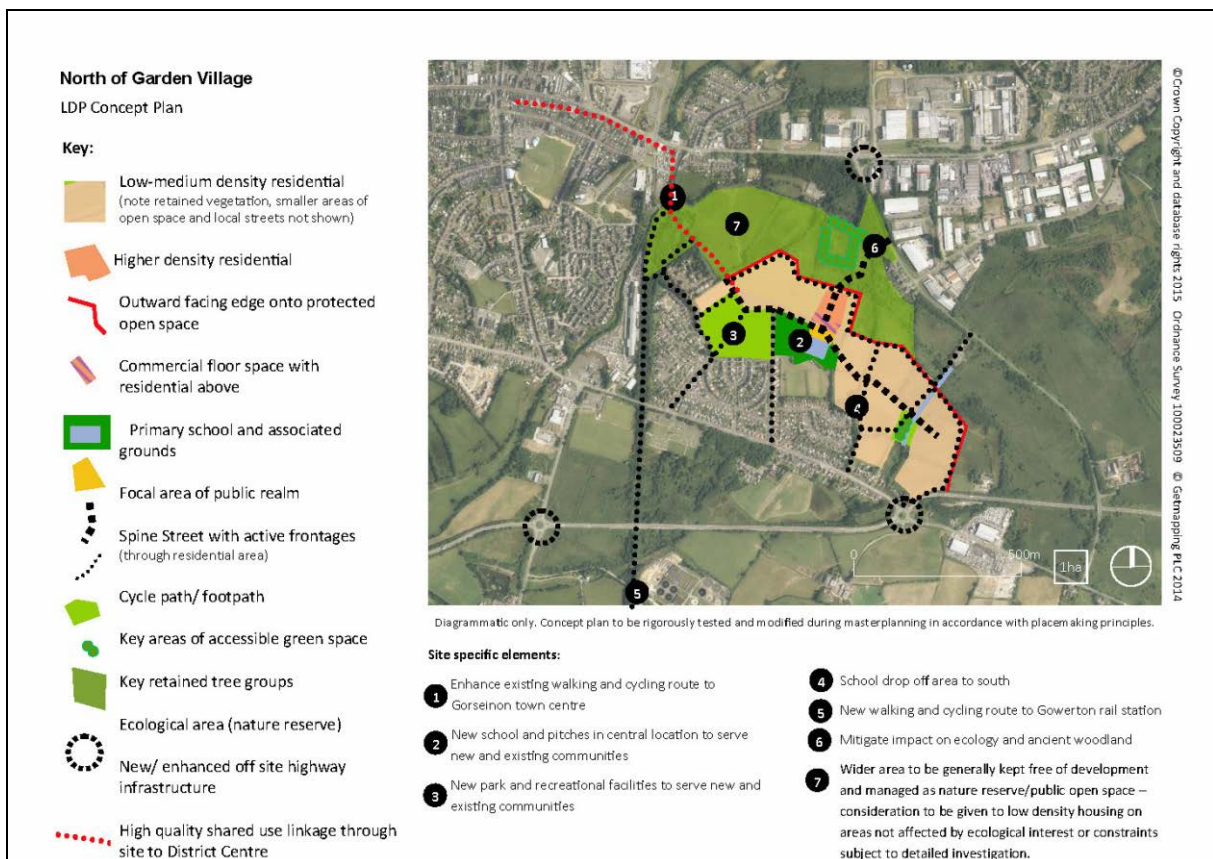 North of Garden Village
LDP Concept Plan
Key:
Low-medium density residential
(note retained vegetation, smaller areas of
open space and local streets not shown)
Higher density residential
Outward facing edge onto protected
open space
Commercial floor space with
residential above
Primary school and associated
grounds
Focal area of public realm
Spine Street with active frontages
(through residential area)
Cycle path/ footpath
Key areas of accessible green space
Key retained tree groups
Ecological area (nature reserve)
New/ enhanced off site highway
infrastructure
High quality shared use linkage through
site to District Centre
1
7
6
3
2
4
5
0
500m
1ha
© Crown Copyright and database rights 2015 Ordnance Survey 100023509 © Getmapping PLC 2014
Diagrammatic only. Concept plan to be rigorously tested and modified during masterplanning in accordance with placemaking principles.
Site specific elements:
1 Enhance existing walking and cycling route to
Gorseinon town centre
2 New school and pitches in central location to serve
new and existing communities
3 New park and recreational facilities to serve new and
existing communities
4 School drop off area to south
5 New walking and cycling route to Gowerton rail station
6 Mitigate impact on ecology and ancient woodland
7 Wider area to be generally kept free of development
and managed as nature reserve/public open space –
consideration to be given to low density housing on
areas not affected by ecological interest or constraints
subject to detailed investigation.